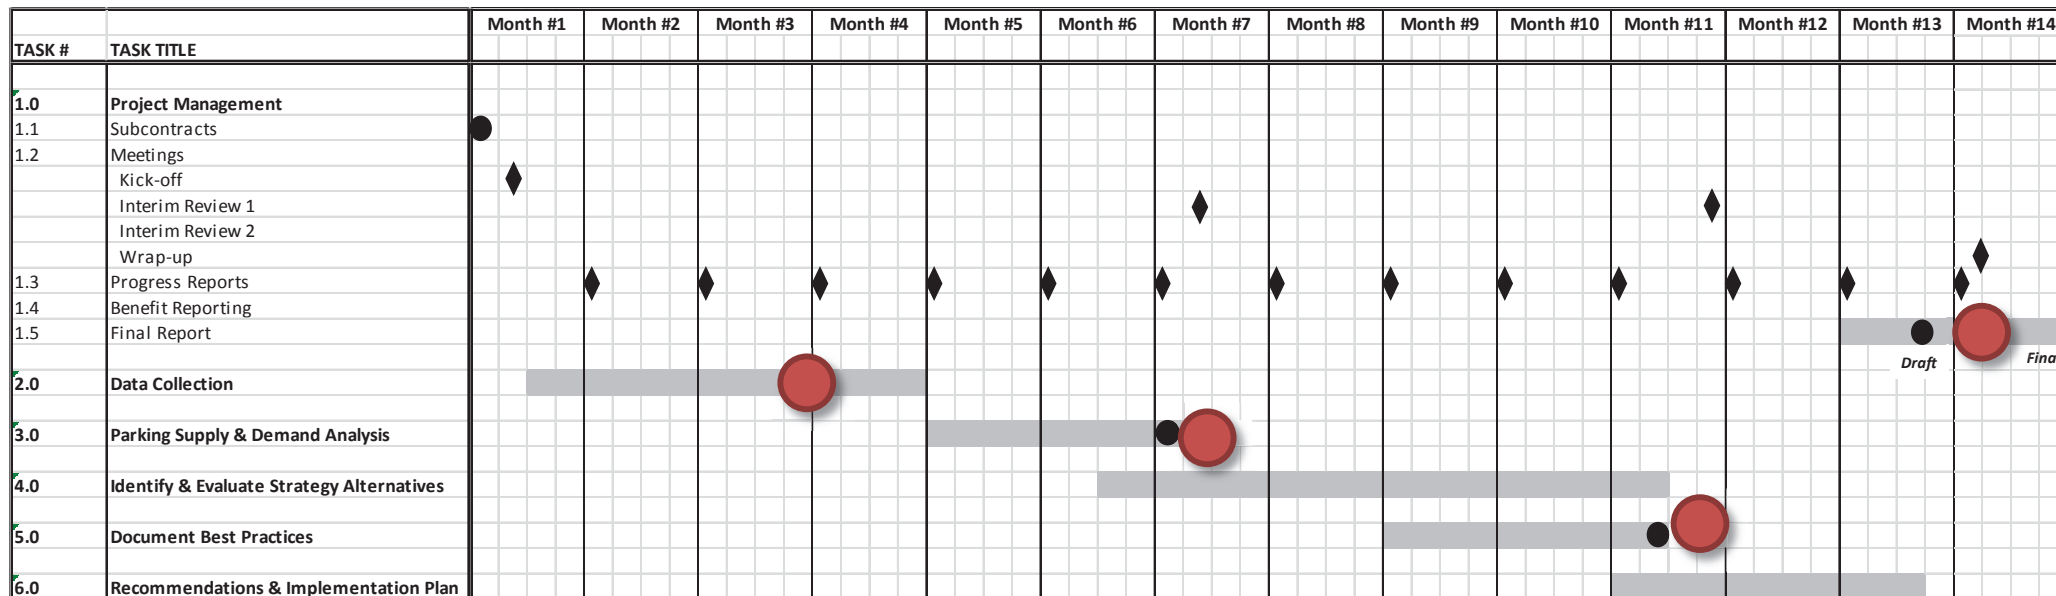 Month #1 Month #2 Month #3 Month #4 Month #5 Month #6 Month #7 Month #8 Month #9 Month #10 Month #11 Month #12 Month #13 Month #14
TASK # TASK TITLE
1.0 Project Management
1.1 Subcontracts
1.2 Meetings
Kick-off
Interim Review 1
Interim Review 2
Wrap-up
1.3 Progress Reports
1.4 Benefit Reporting
1.5 Final Report
Draft Fina
2.0 Data Collection
3.0 Parking Supply & Demand Analysis
4.0 Identify & Evaluate Strategy Alternatives
5.0 Document Best Practices
6.0 Recommendations & Implementation Plan